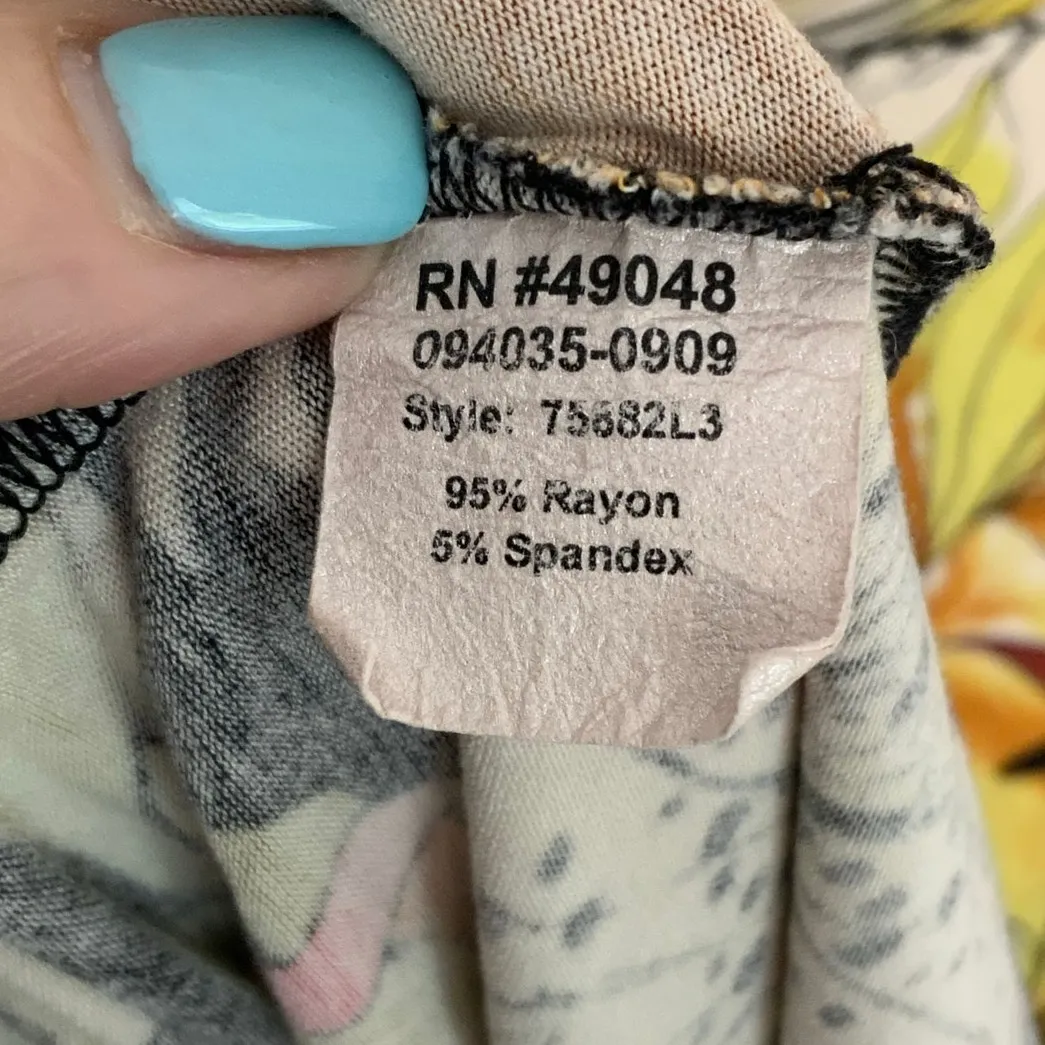 RN #49048
094035-0909
Style: 75682L3
95% Rayon
5% Spandex